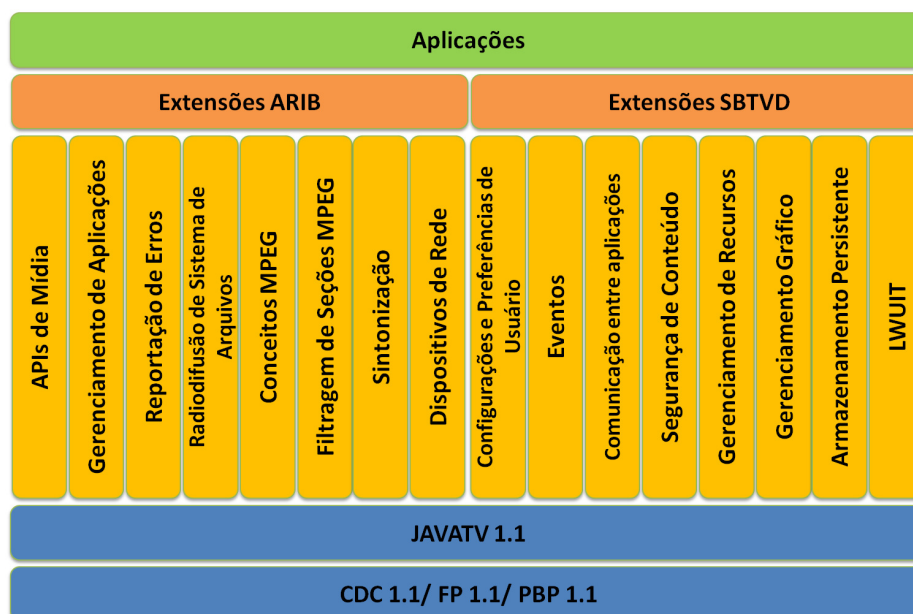 Aplicações
Extensões ARIB
Extensões SBTVD
APIs de Mídia
Gerenciamento de Aplicações
Reportação de Erros
Radiodifusão de Sistema de
Arquivos
Conceitos MPEG
Filtragem de Seções MPEG
Sintonização
Dispositivos de Rede
Configurações e Preferências de
Usuário
Eventos
Comunicação entre aplicações
Segurança de Conteúdo
Gerenciamento de Recursos
Gerenciamento Gráfico
Armazenamento Persistente
LWUIT
JAVATV 1.1
CDC 1.1/ FP 1.1/ PBP 1.1